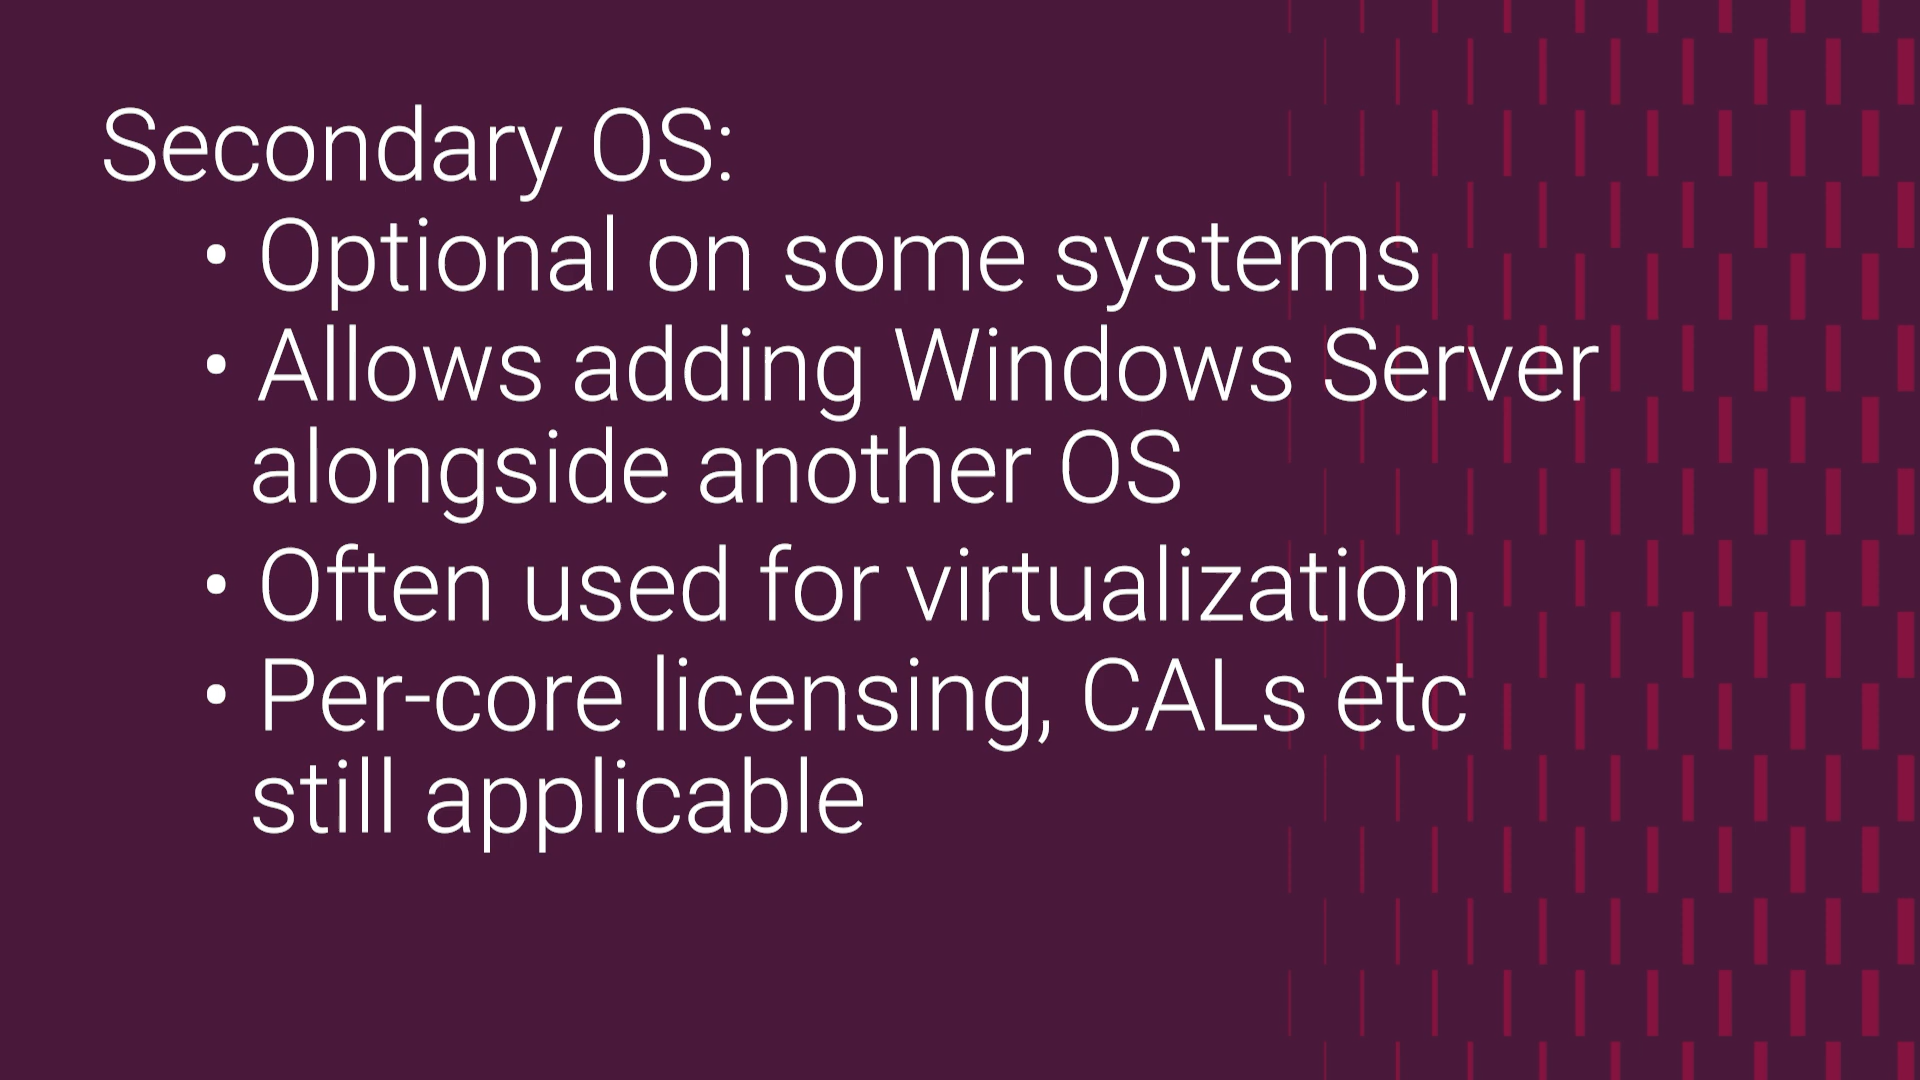 Secondary OS:
• Optional on some systems
• Allows adding Windows Server
alongside another OS
• Often used for virtualization
• Per-core licensing, CALs etc
still applicable